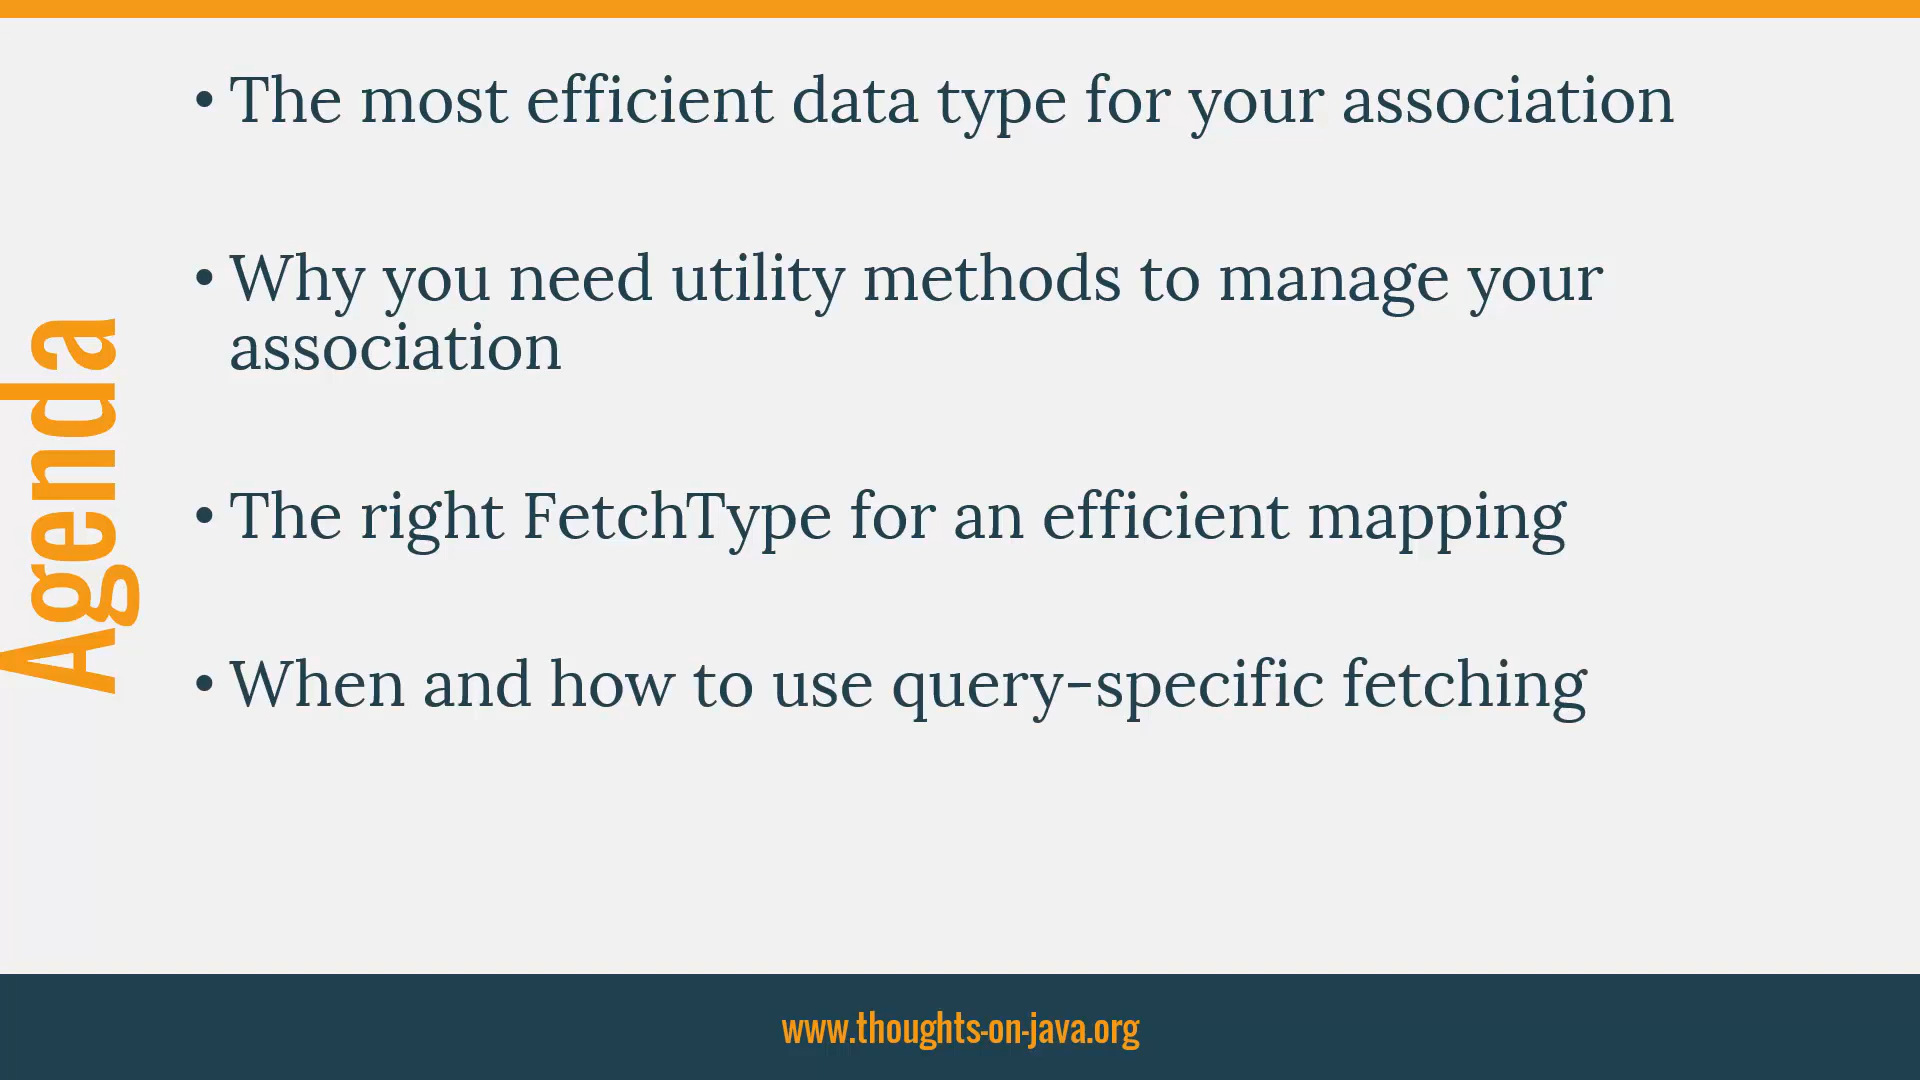 Agenda
• The most efficient data type for your association
• Why you need utility methods to manage your
association
• The right FetchType for an efficient mapping
• When and how to use query-specific fetching
www.thoughts-on-java.org